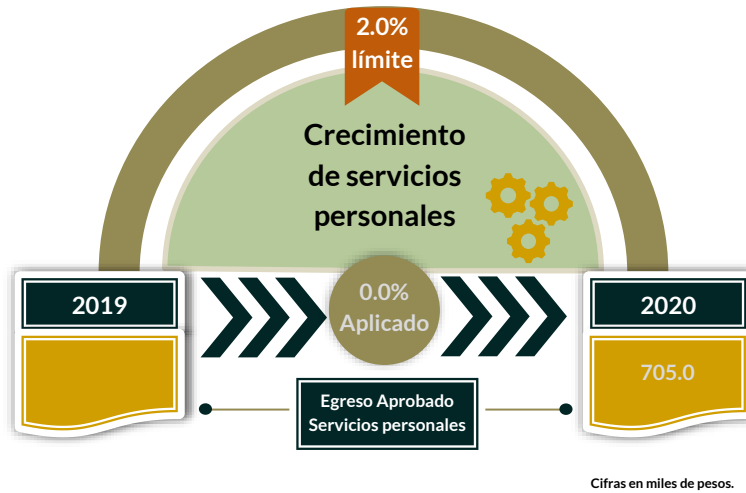 2.0%
límite
Crecimiento
de servicios
personales
2019
0.0%
Aplicado
2020
705.0
Egreso Aprobado
Servicios personales
Cifras en miles de pesos.